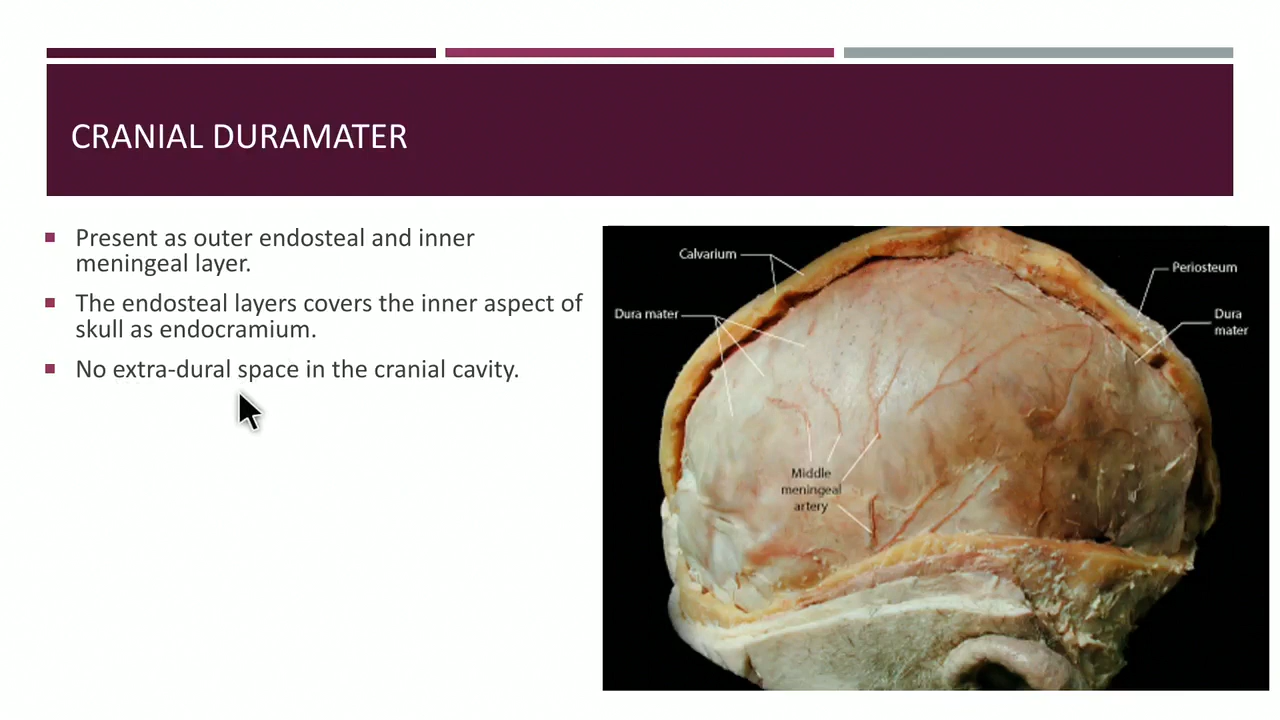 CRANIAL DURAMATER
Present as outer endosteal and inner
meningeal layer.
The endosteal layers covers the inner aspect of
skull as endocramium.
No extra-dural space in the cranial cavity.
Calvarium
Dura mater
Middle
meningeal
artery
Periosteum
Dura
mater